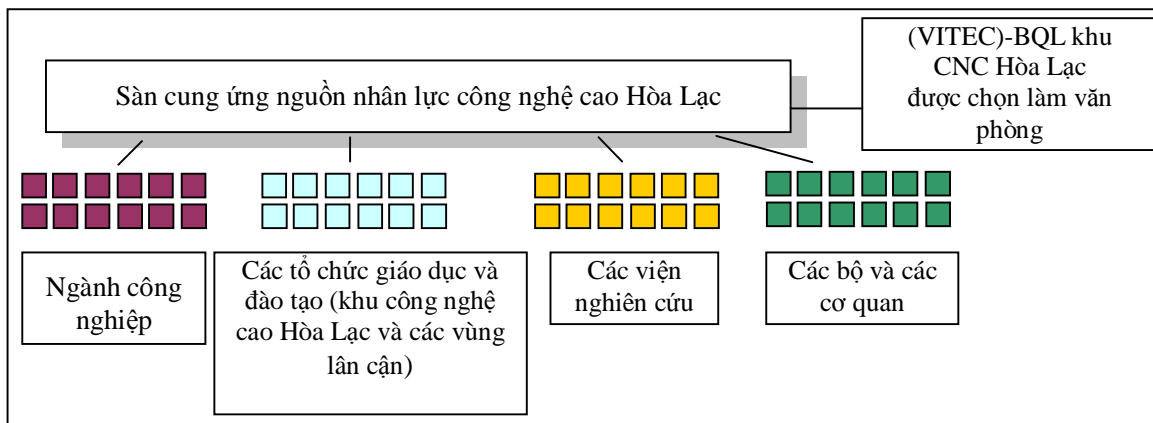 (VITEC)-BQL khu
CNC Hòa Lạc
được chọn làm văn
phòng
Sàn cung ứng nguồn nhân lực công nghệ cao Hòa Lạc
Ngành công
nghiệp
Các tổ chức giáo dục và
đào tạo (khu công nghệ
cao Hòa Lạc và các vùng
lân cận)
Các viện
nghiên cứu
Các bộ và các
cơ quan